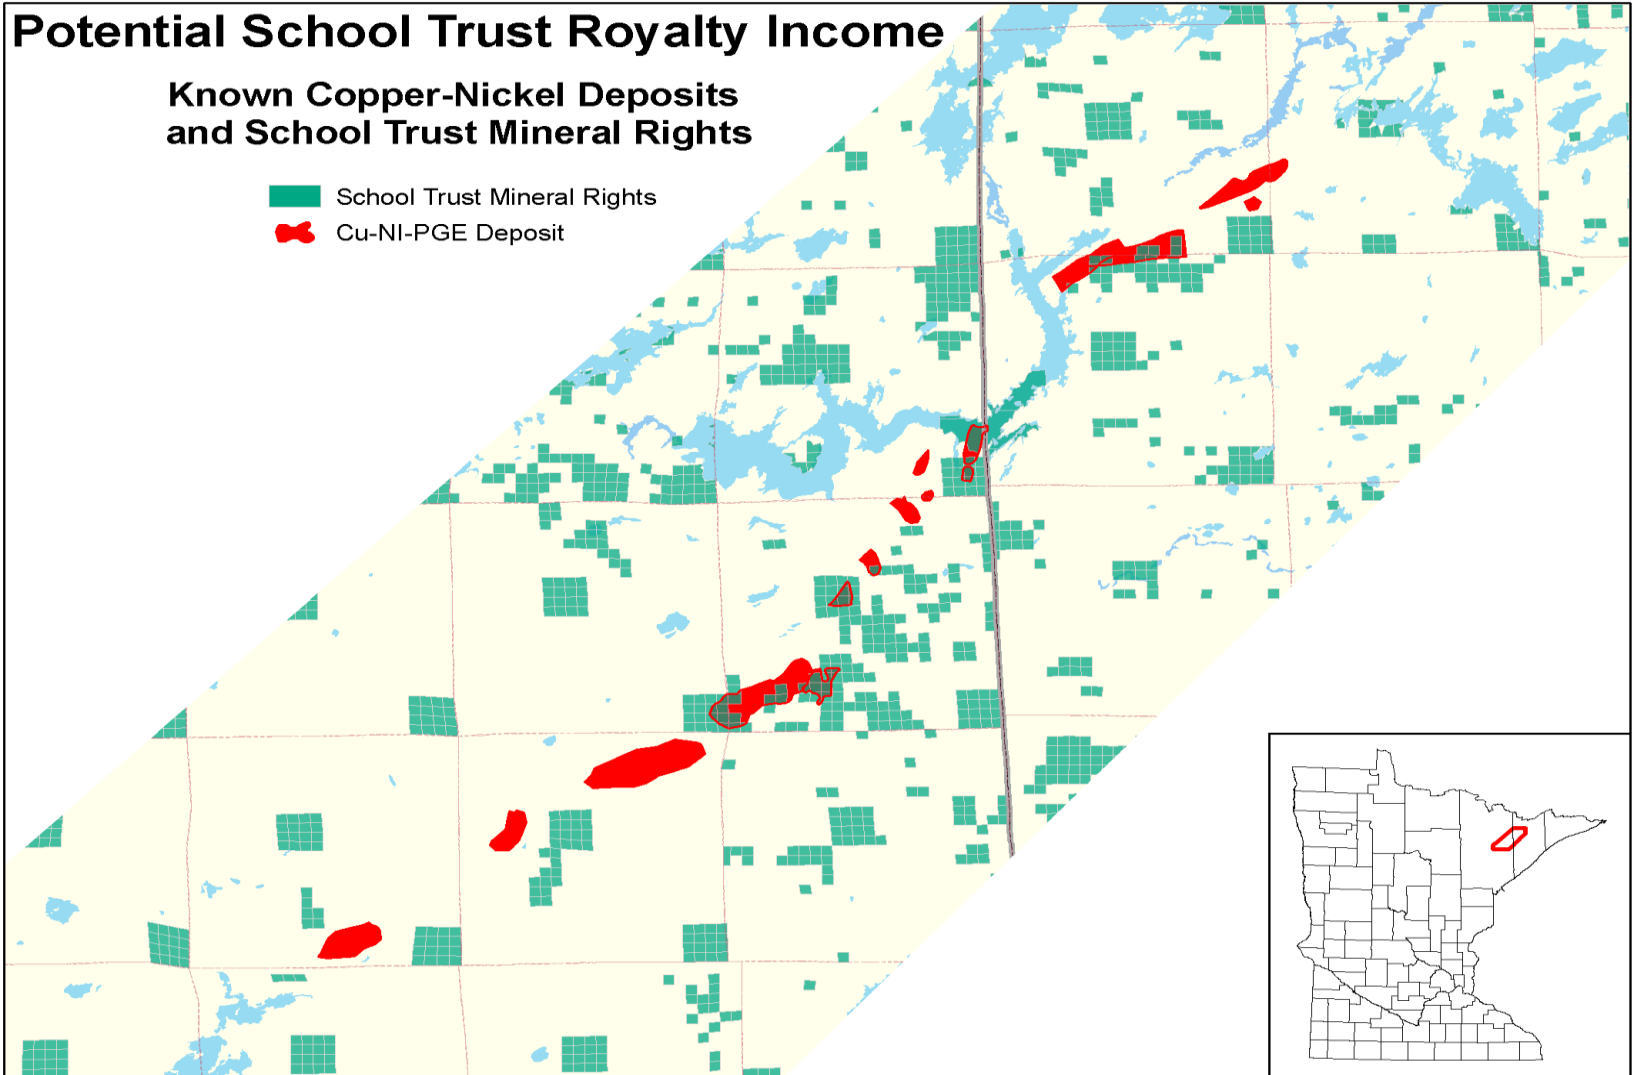 Potential School Trust Royalty Income
Known Copper-Nickel Deposits
and School Trust Mineral Rights
School Trust Mineral Rights
Cu-NI-PGE Deposit